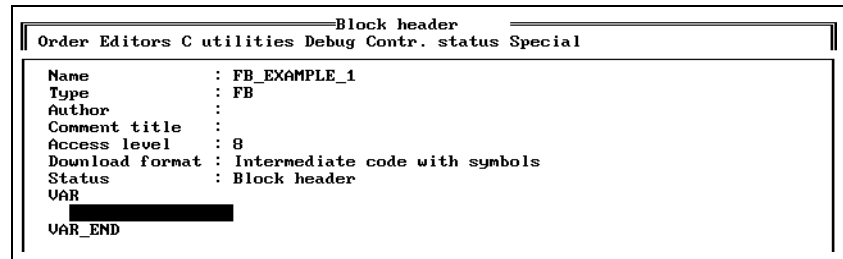 Block header
Order Editors C utilities Debug Contr. status Special
Name : FB_EXAMPLE_1
Type : FB
Author :
Comment title :
Access level : 8
Download format : Intermediate code with symbols
Status : Block header
VAR
VAR_END